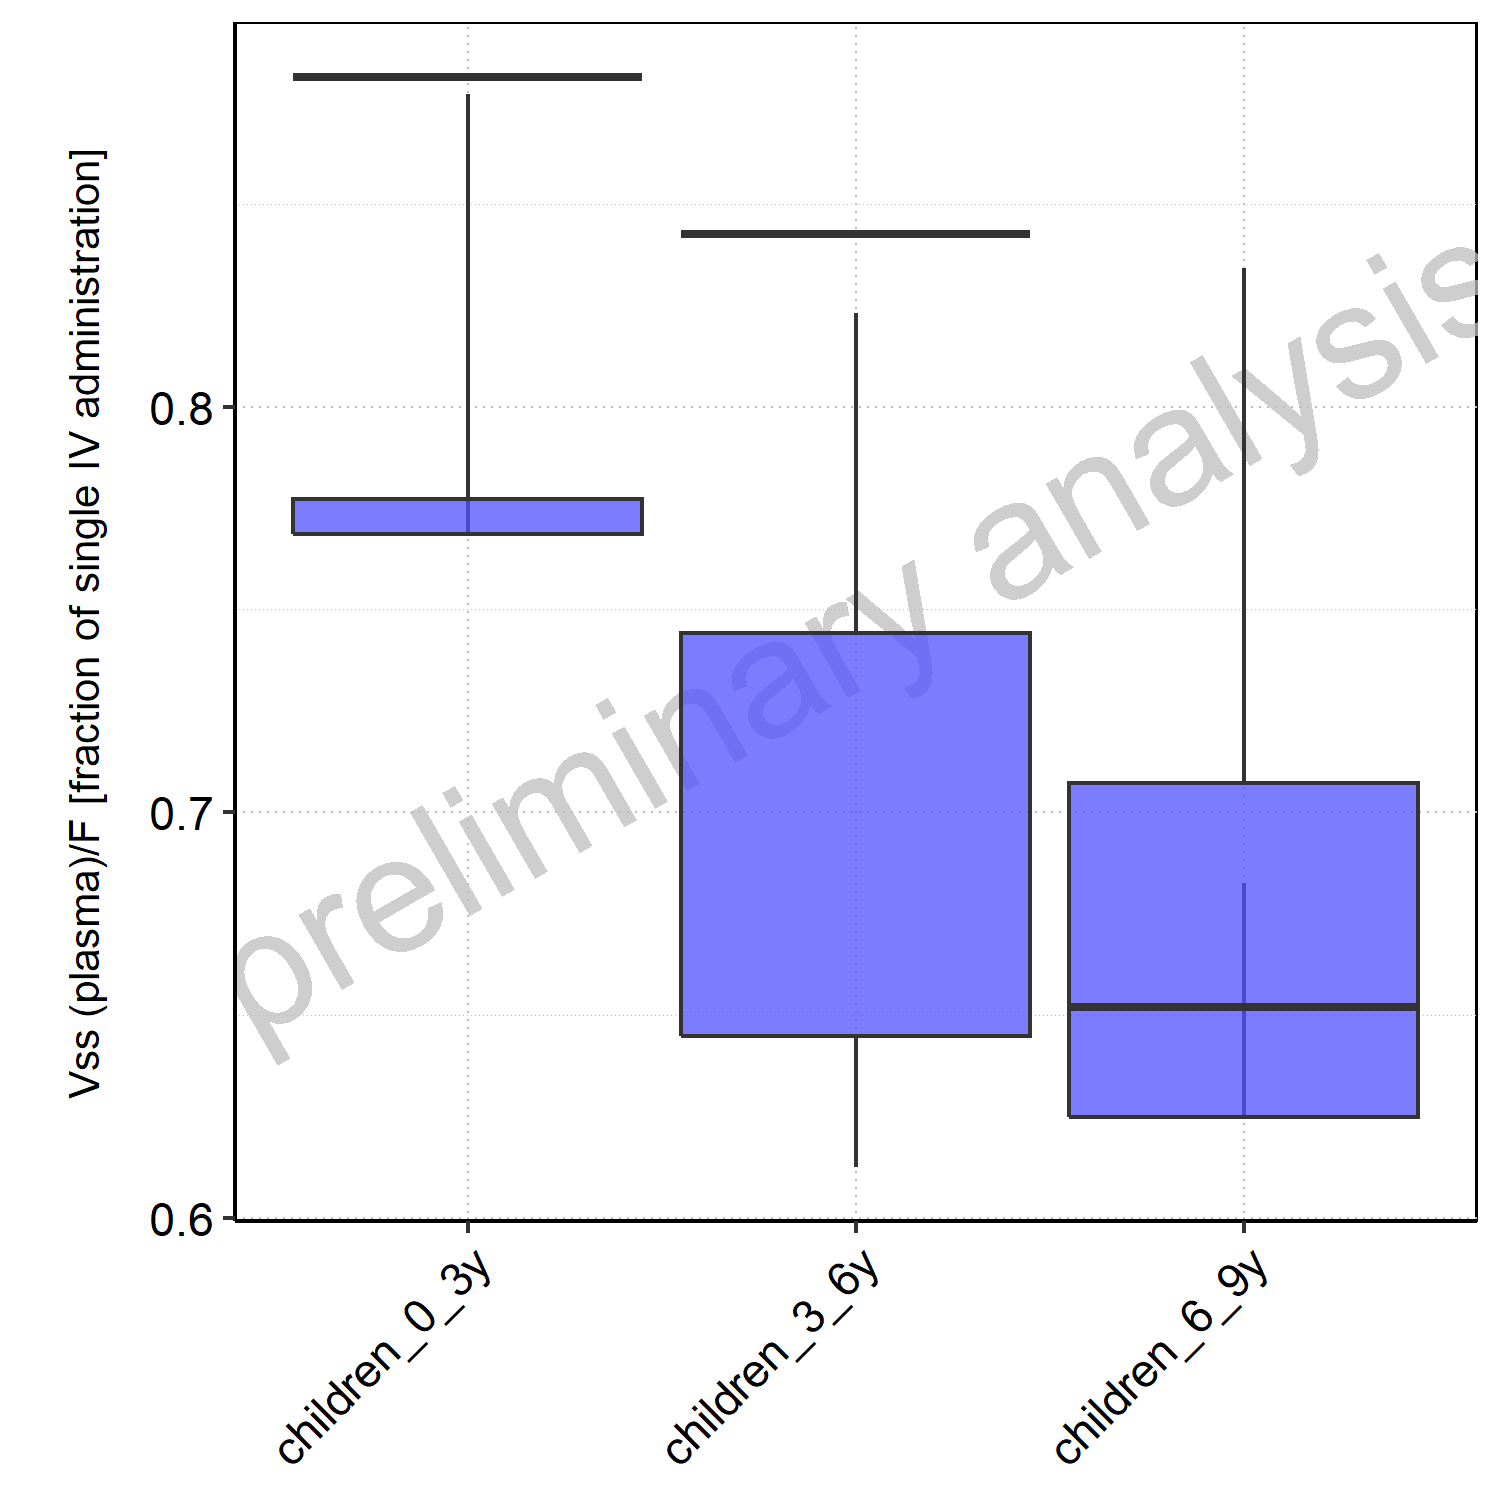 Vss (plasma)/F [fraction of single IV administration]
0.8
0.7
0.6
preliminary analysis
children_0_3y
children_3_6y
children_6_9y